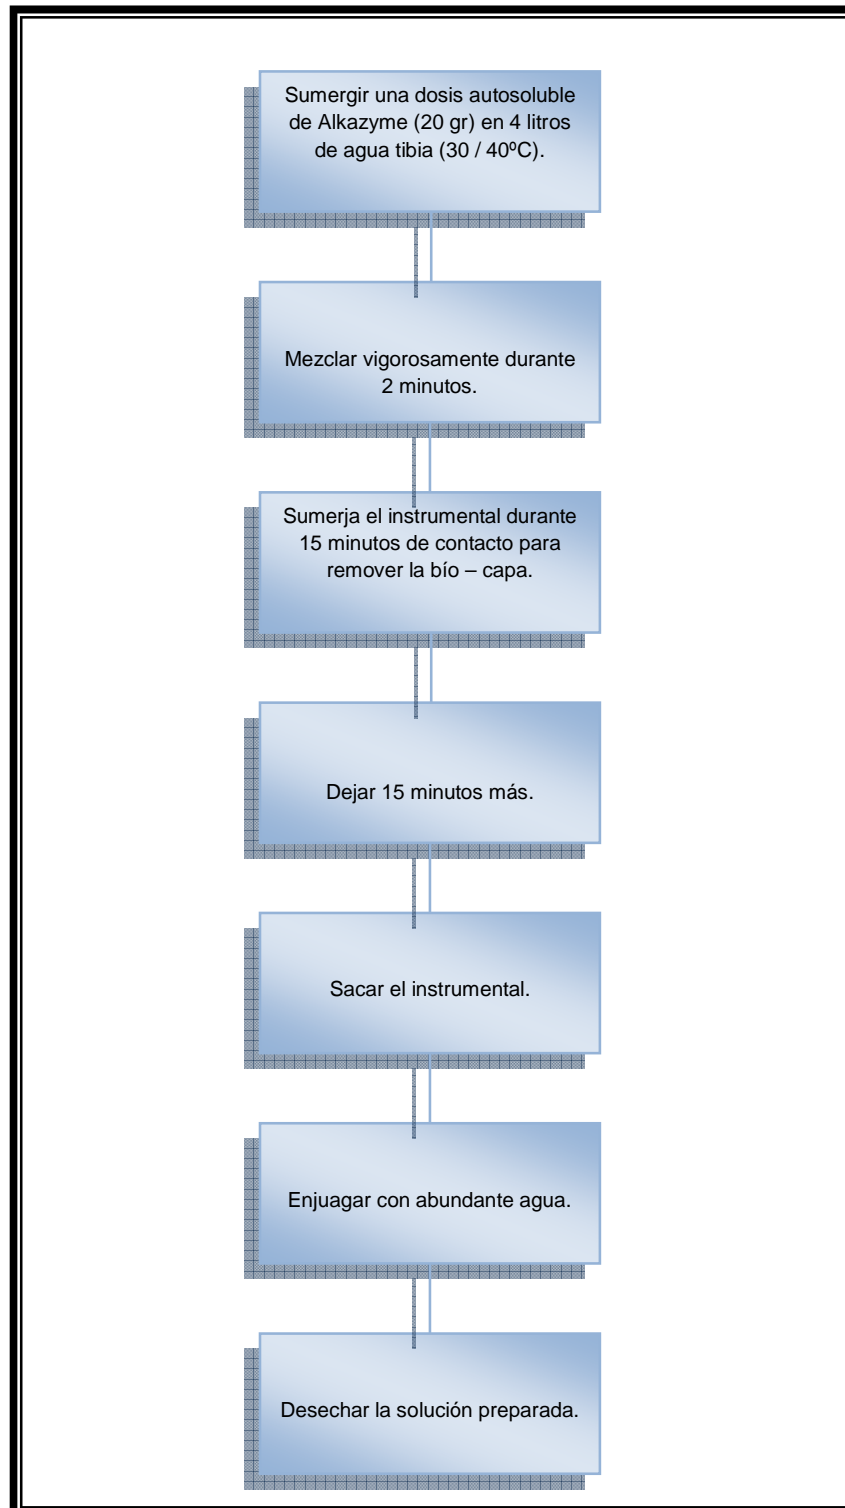 Sumergir una dosis autosoluble
de Alkazyme (20 gr) en 4 litros
de agua tibia (30 / 40ºC).
Mezclar vigorosamente durante
2 minutos.
Sumerja el instrumental durante
15 minutos de contacto para
remover la bío – capa.
Dejar 15 minutos más.
Sacar el instrumental.
Enjuagar con abundante agua.
Desechar la solución preparada.